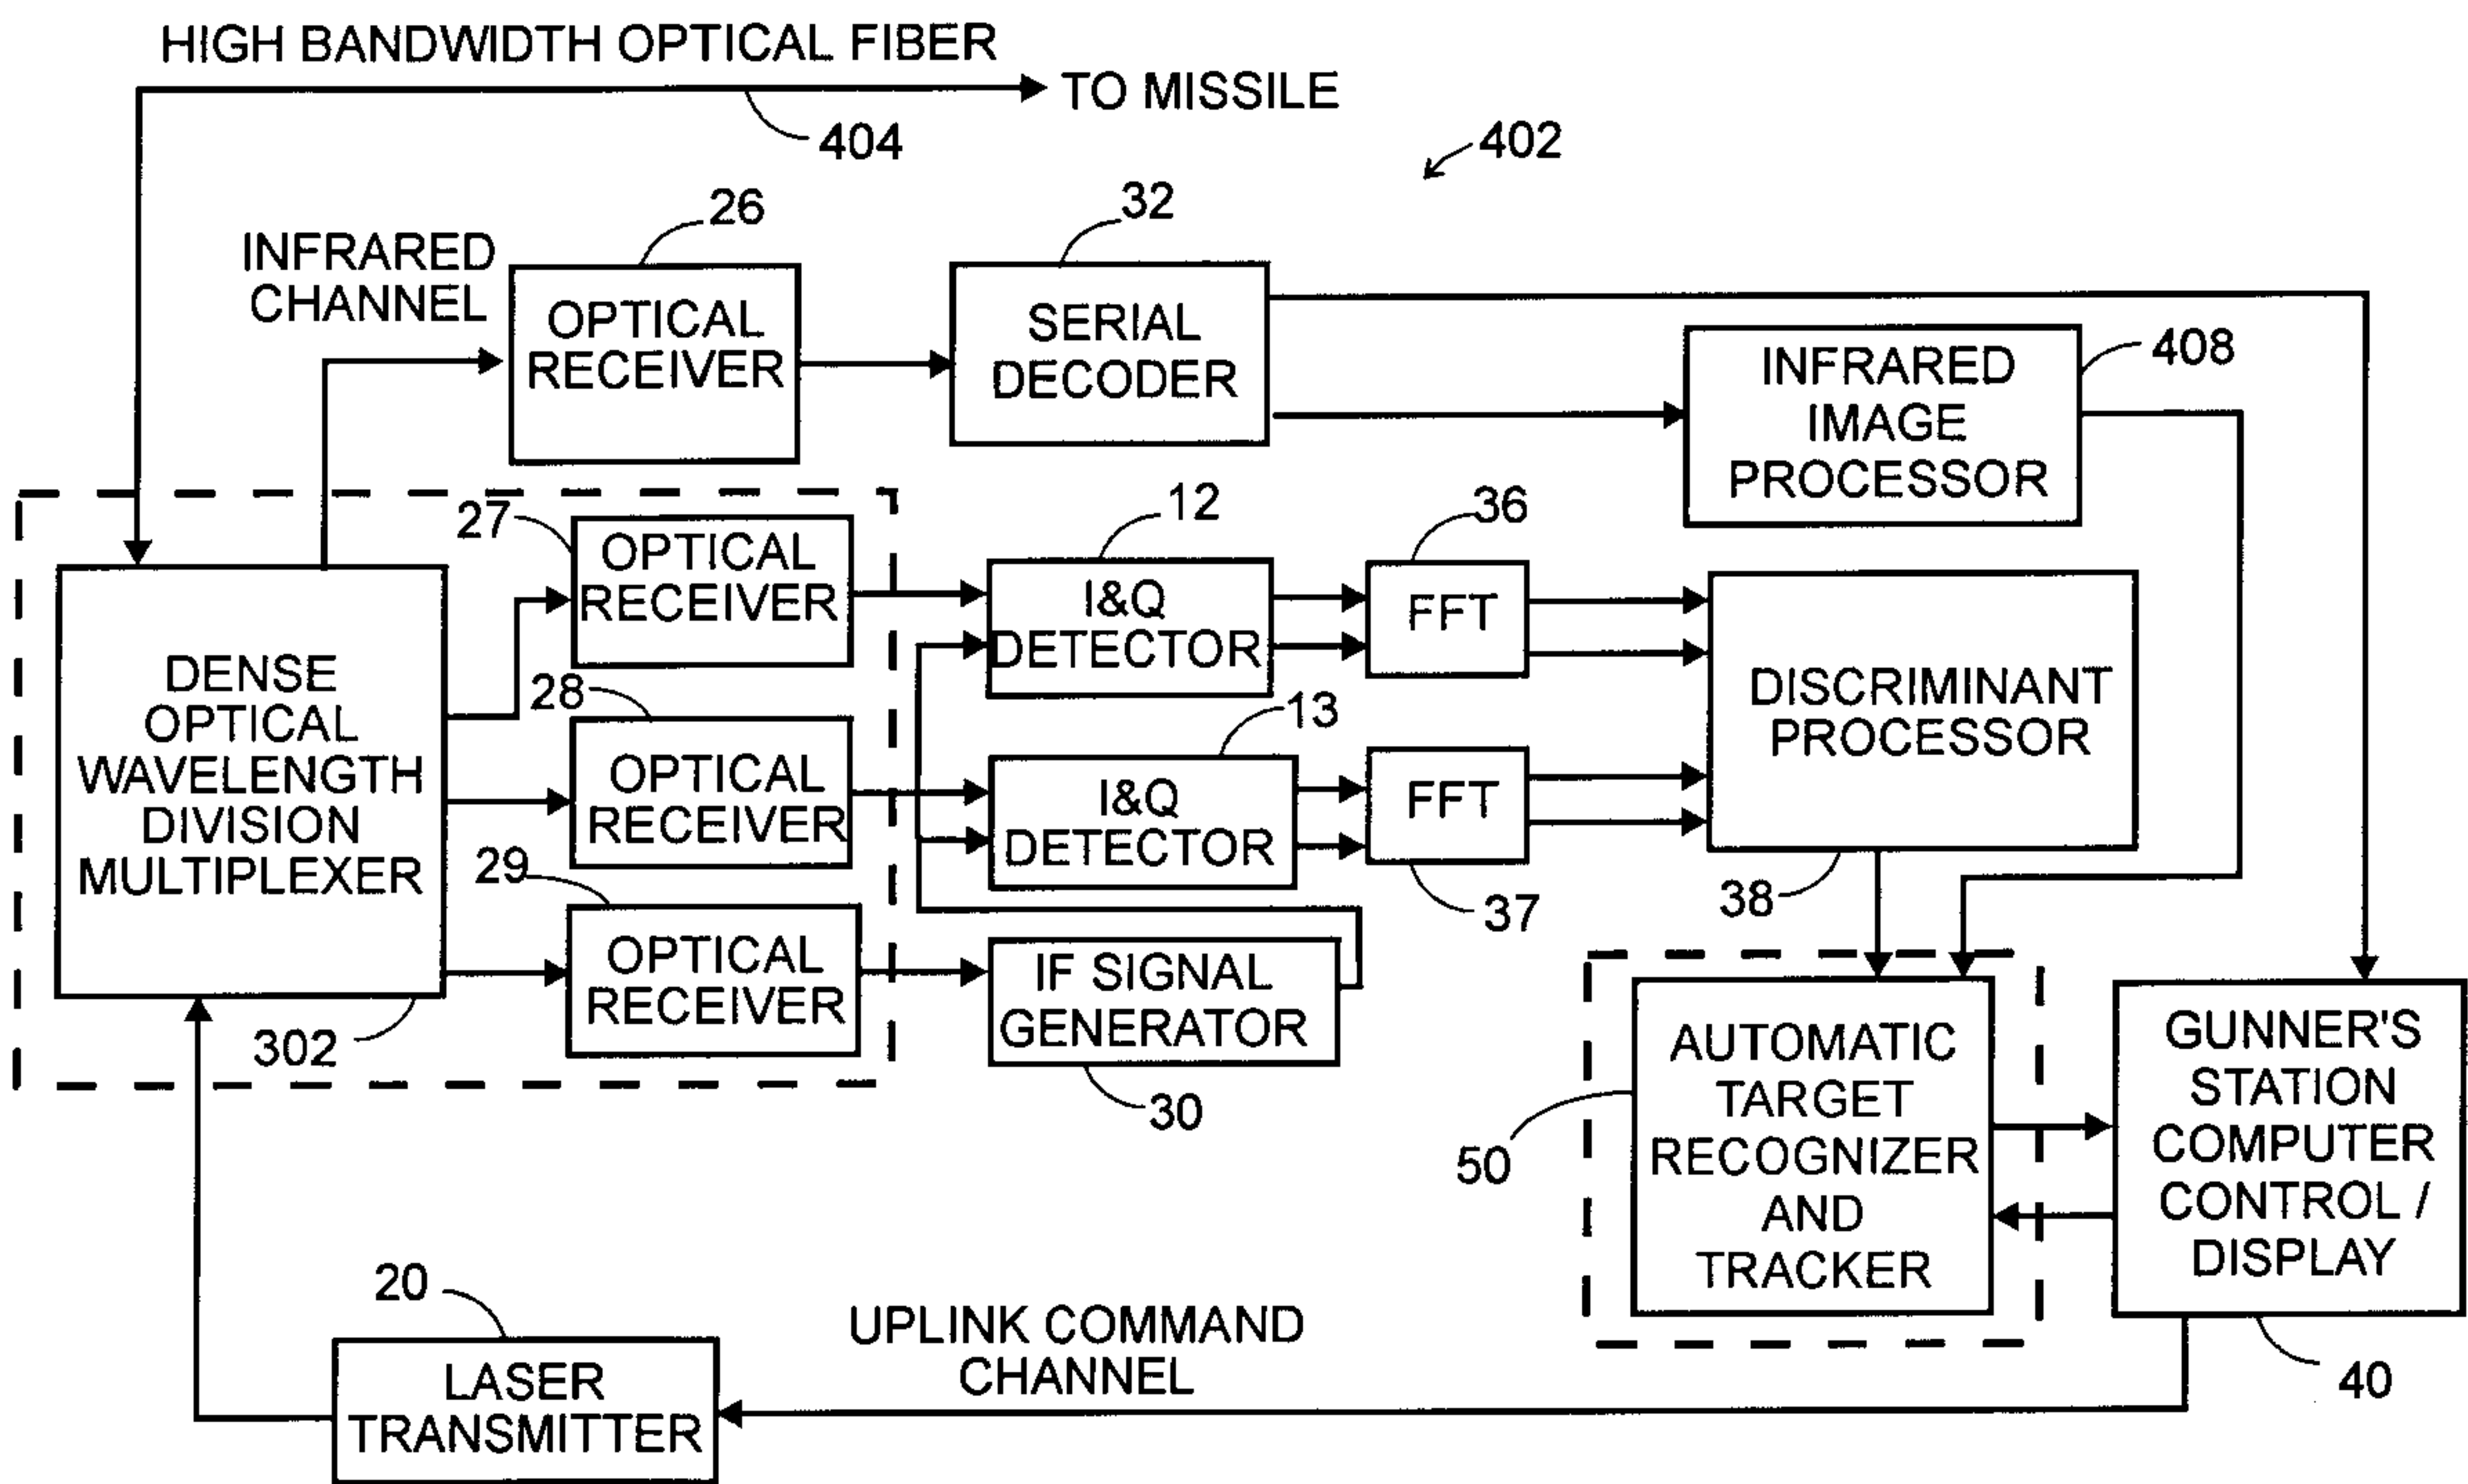 HIGH BANDWIDTH OPTICAL FIBER
TO MISSILE
404
402
INFRARED
CHANNEL
26
OPTICAL
RECEIVER
32
SERIAL
DECODER
INFRARED
IMAGE
PROCESSOR
408
27
OPTICAL
RECEIVER
12
I&Q
DETECTOR
36
FFT
DISCRIMINANT
PROCESSOR
38
DENSE
OPTICAL
WAVELENGTH
DIVISION
MULTIPLEXER
302
28
OPTICAL
RECEIVER
13
I&Q
DETECTOR
FFT
37
29
OPTICAL
RECEIVER
IF SIGNAL
GENERATOR
30
50
AUTOMATIC
TARGET
RECOGNIZER
AND
TRACKER
GUNNER'S
STATION
COMPUTER
CONTROL /
DISPLAY
40
20
LASER
TRANSMITTER
UPLINK COMMAND
CHANNEL